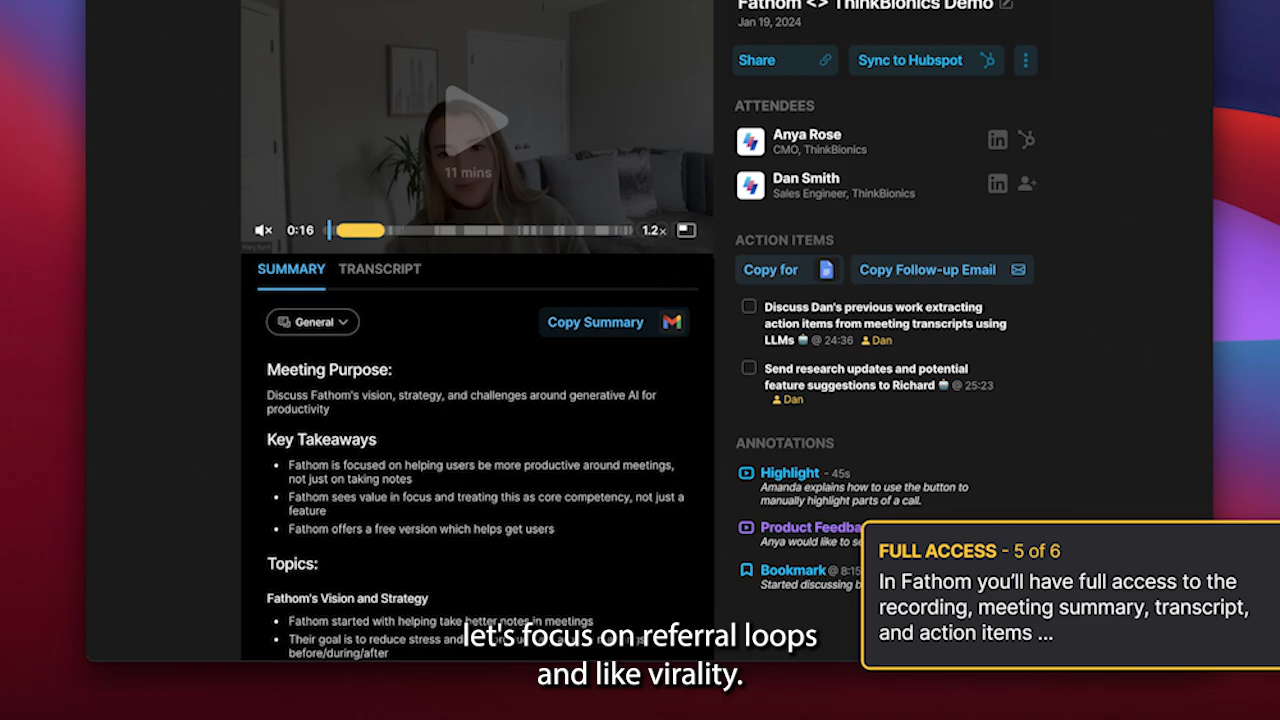 Fathom <> ThinkBionics Demo
Jan 19, 2024
Share
Sync to Hubspot
ATTENDEES
Anya Rose
CMO, ThinkBionics
Dan Smith
Sales Engineer, ThinkBionics
11 mins
0:16
1.2x
SUMMARY TRANSCRIPT
General
Copy Summary
Meeting Purpose:
Discuss Fathom's vision, strategy, and challenges around generative AI for
productivity
Key Takeaways
Fathom is focused on helping users be more productive around meetings,
not just on taking notes
Fathom sees value in focus and treating this as core competency, not just a
feature
Fathom offers a free version which helps get users
Topics:
Fathom's Vision and Strategy
Fathom started with helping take better notes in meetings
Their goal is to reduce stress and
before/during/after
ACTION ITEMS
Copy for
Copy Follow-up Email
Discuss Dan's previous work extracting
action items from meeting transcripts using
LLMs @ 24:36 Dan
Send research updates and potential
feature suggestions to Richard @ 25:23
Dan
ANNOTATIONS
Highlight - 45s
Amanda explains how to use the button to
manually highlight parts of a call.
Product Feedba
Anya would like to se
Bookmark @ 8:15
Started discussing b
FULL ACCESS - 5 of 6
In Fathom you'll have full access to the
recording, meeting summary, transcript,
and action items ...
let's focus on referral loops
and like virality.